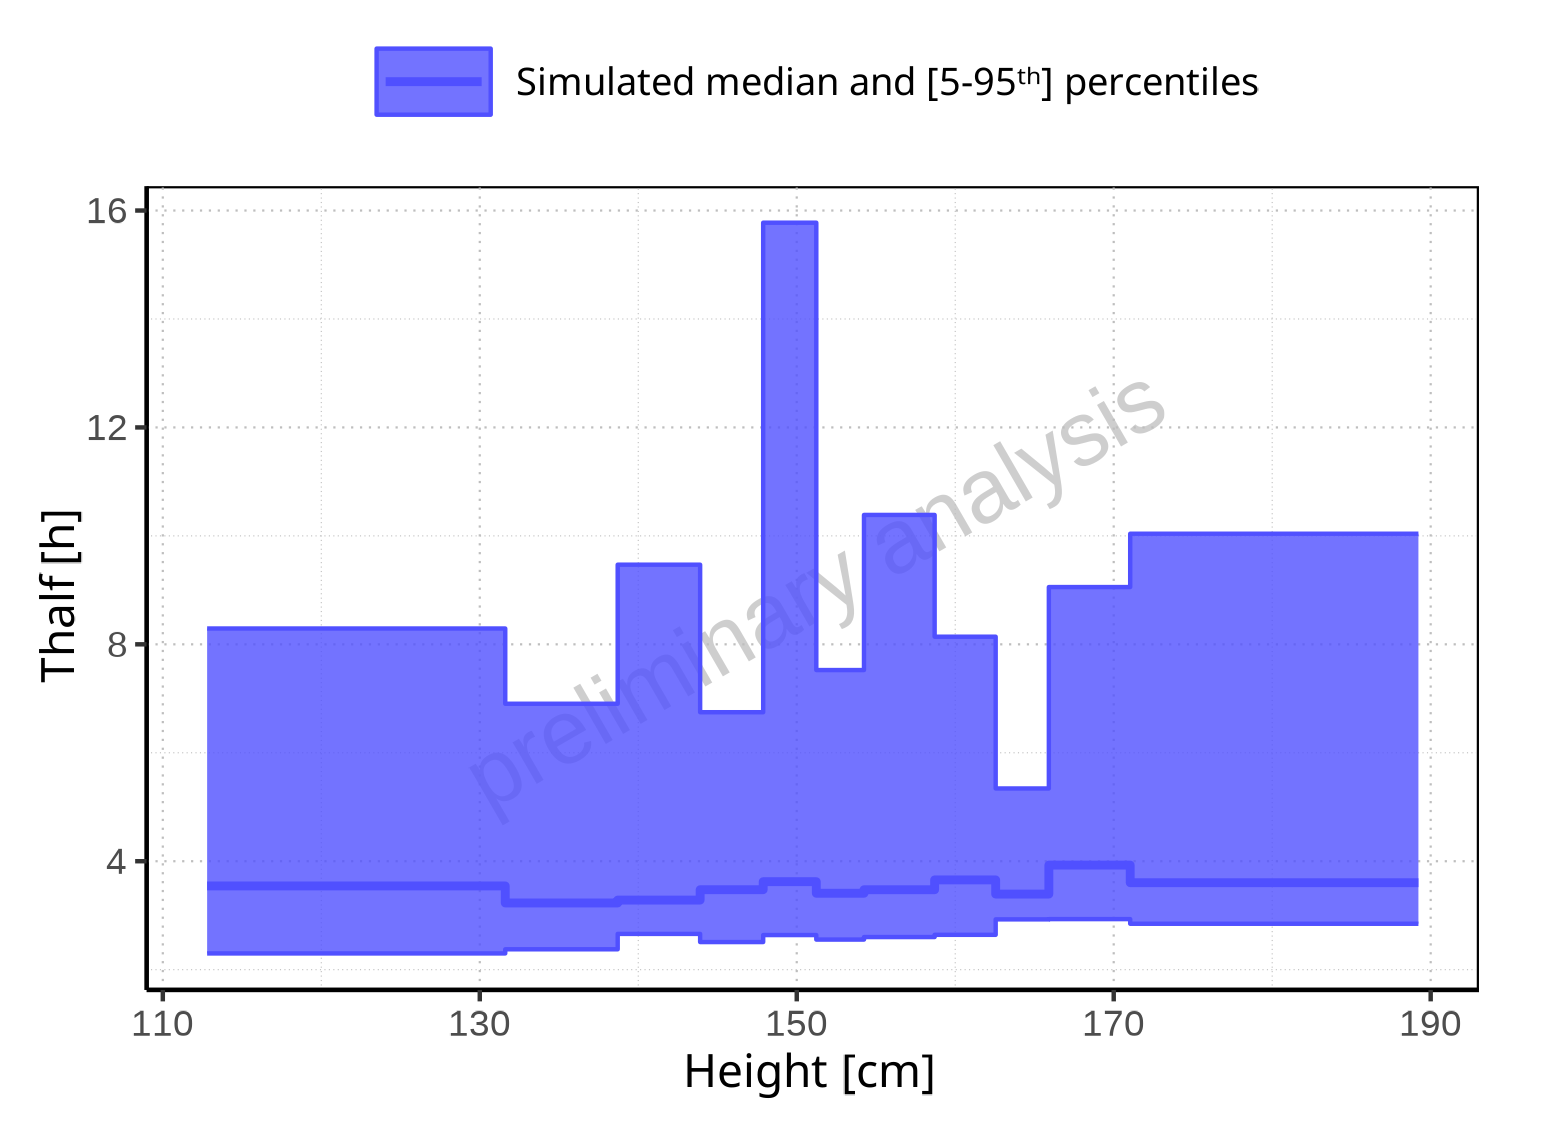 Simulated median and [5-95ᵗʰ] percentiles
16
12
8
4
Thalf [h]
preliminary analysis
110 130 150 170 190
Height [cm]